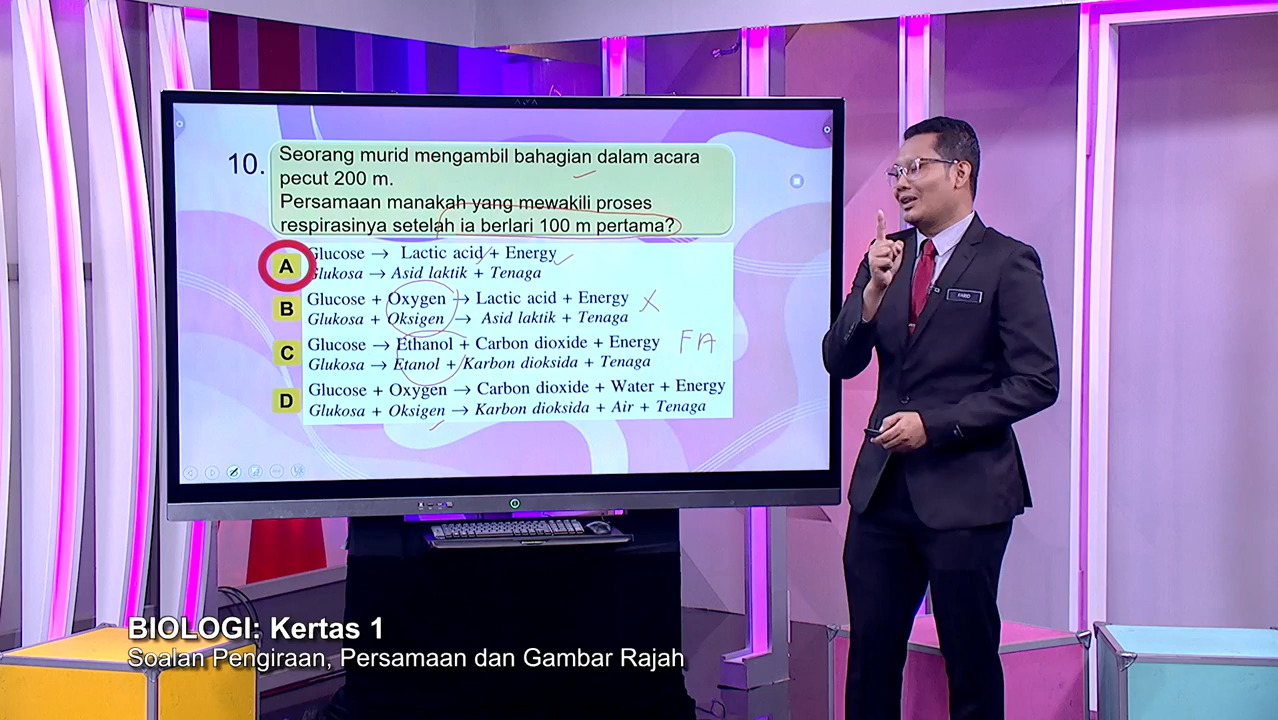 10.
Seorang murid mengambil bahagian dalam acara
pecut 200 m.
Persamaan manakah yang mewakili proses
respirasinya setelah ia berlari 100 m pertama?
A
Glucose → Lactic acid + Energy
Glukosa → Asid laktik + Tenaga
B
Glucose + Oxygen → Lactic acid + Energy
Glukosa + Oksigen → Asid laktik + Tenaga
C
Glucose → Ethanol + Carbon dioxide + Energy
Glukosa → Etanol + Karbon dioksida + Tenaga
FA
D
Glucose + Oxygen → Carbon dioxide + Water + Energy
Glukosa + Oksigen → Karbon dioksida + Air + Tenaga
FARID
BIOLOGI: Kertas 1
Soalan Pengiraan, Persamaan dan Gambar Rajah